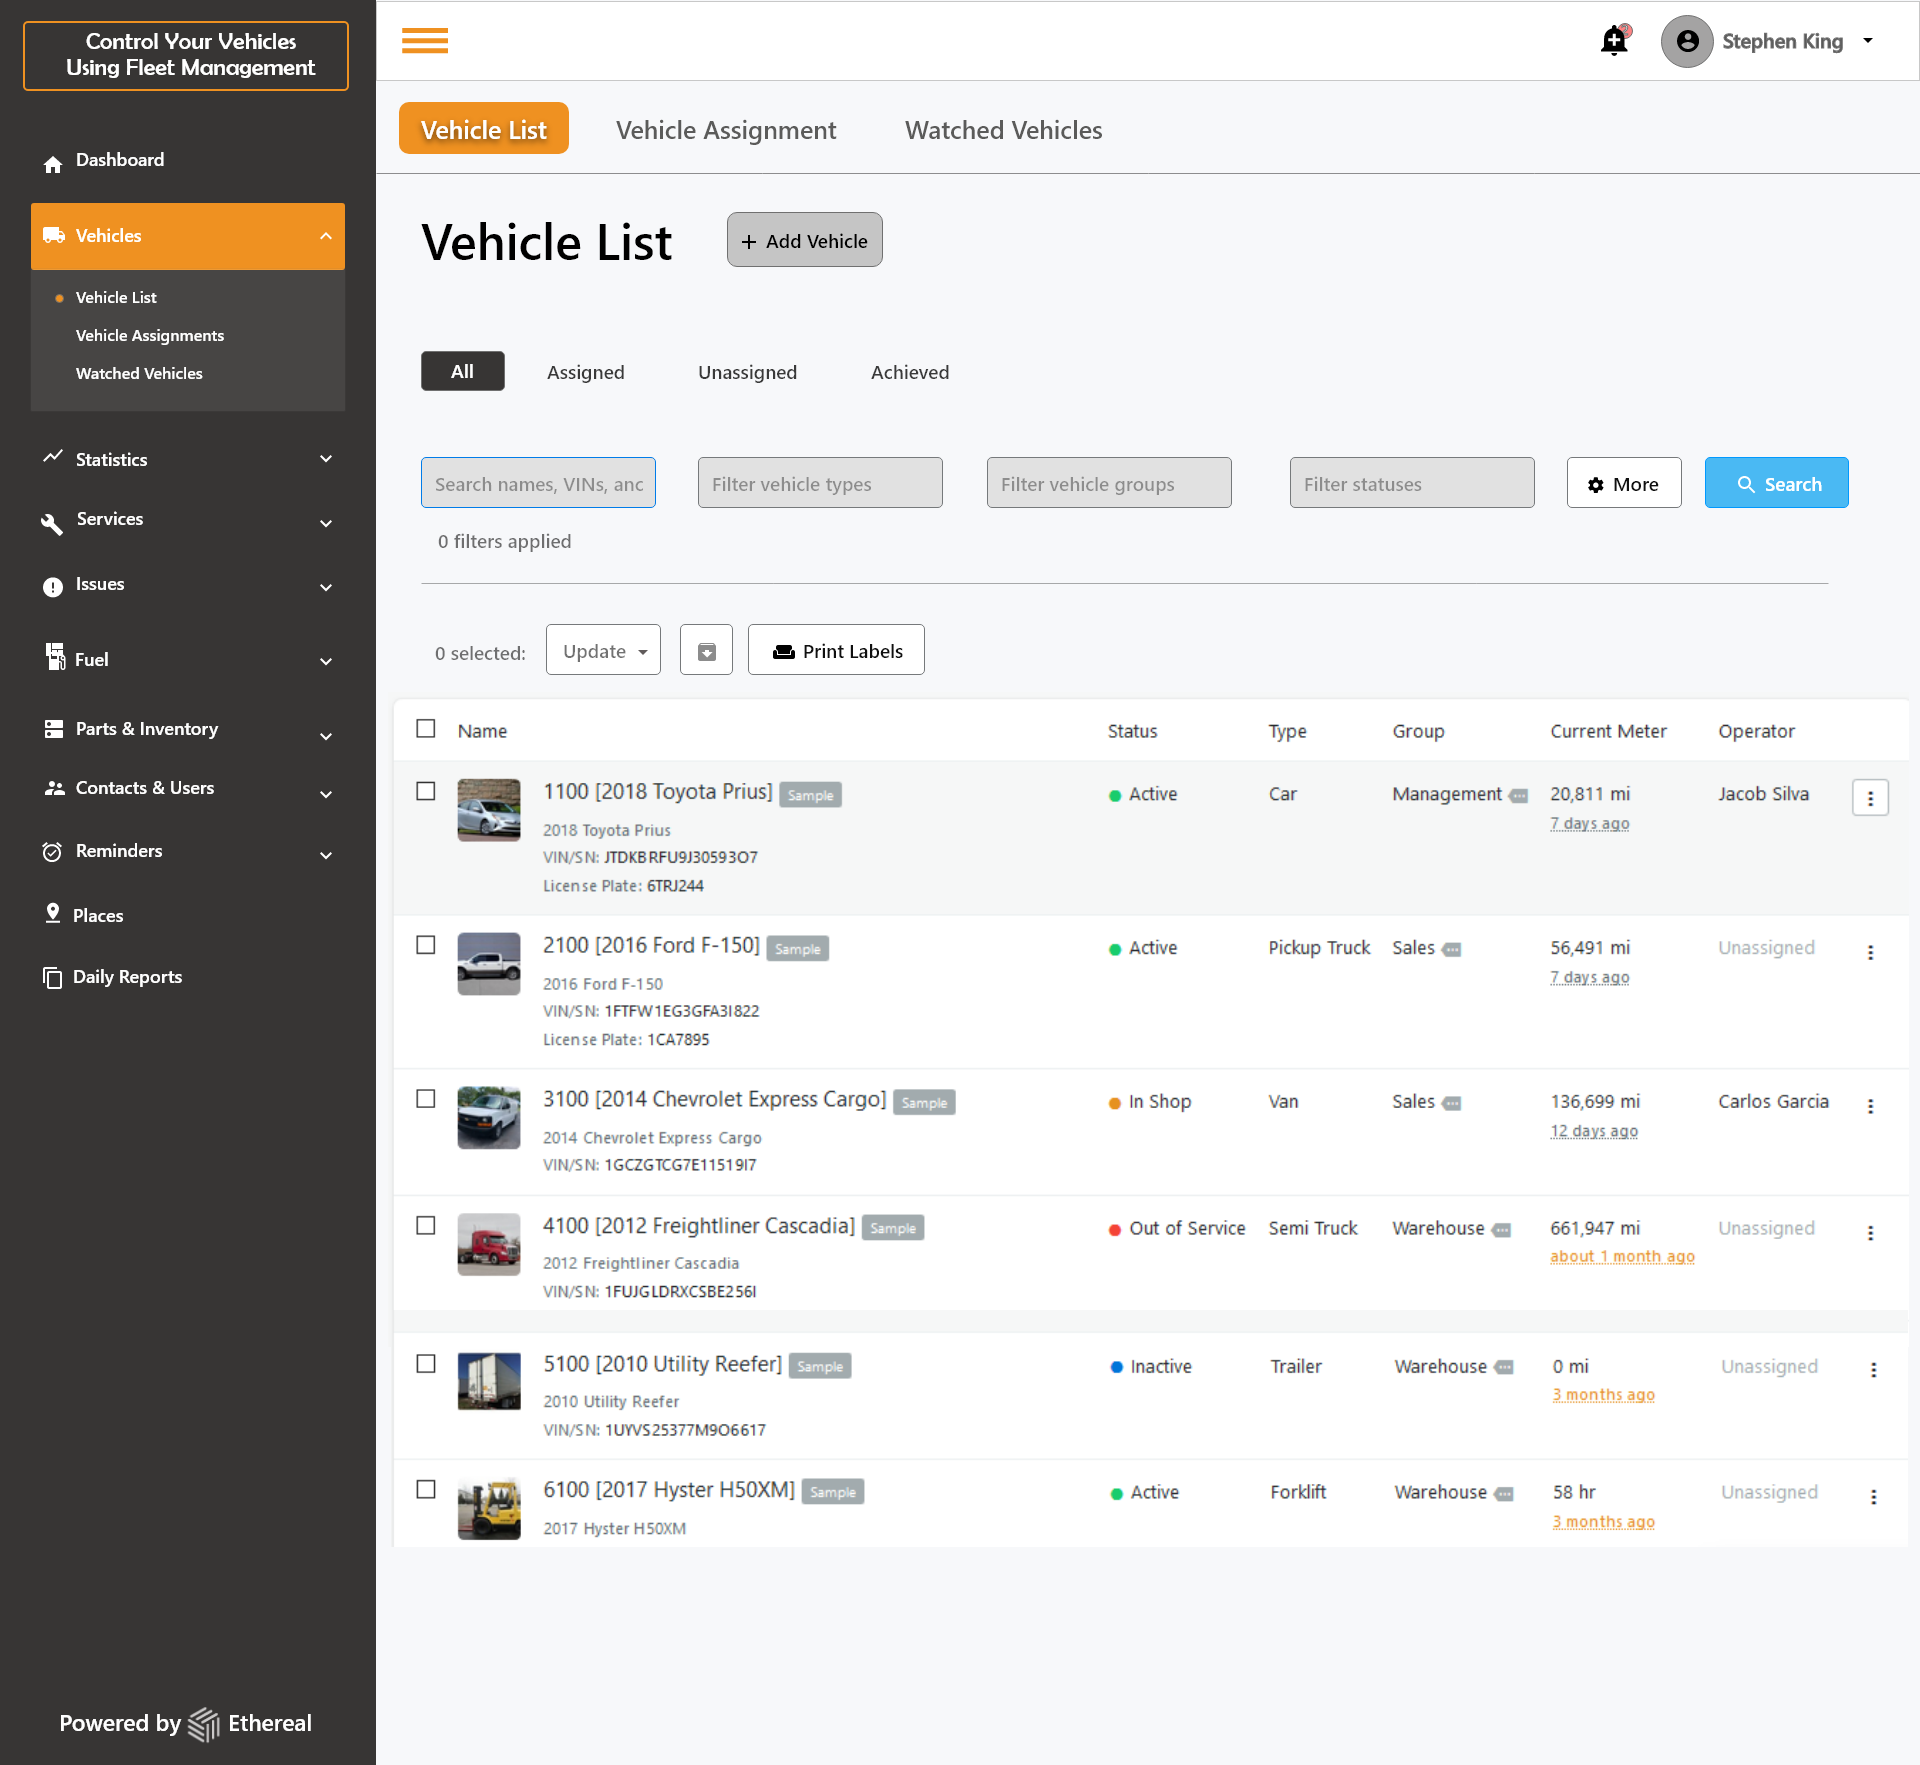 Control Your Vehicles
Using Fleet Management
Stephen King
Vehicle List
Vehicle Assignment
Watched Vehicles
Dashboard
Vehicles
Vehicle List
Vehicle Assignments
Watched Vehicles
Statistics
Services
Issues
Fuel
Parts & Inventory
Contacts & Users
Reminders
Places
Daily Reports
Powered by Ethereal
Vehicle List
+ Add Vehicle
All
Assigned
Unassigned
Achieved
Search names, VINs, anc
Filter vehicle types
Filter vehicle groups
Filter statuses
More
Search
0 filters applied
0 selected:
Update
Print Labels
Name Status Type Group Current Meter Operator
1100 [2018 Toyota Prius] Sample Active Car Management 20,811 mi Jacob Silva
7 days ago
2018 Toyota Prius
VIN/SN: JTDKBRFU9J3059307
License Plate: 6TRJ244
2100 [2016 Ford F-150] Sample Active Pickup Truck Sales 56,491 mi Unassigned
7 days ago
2016 Ford F-150
VIN/SN: 1FTFW1EG3GFA3I822
License Plate: 1CA7895
3100 [2014 Chevrolet Express Cargo] Sample In Shop Van Sales 136,699 mi Carlos Garcia
12 days ago
2014 Chevrolet Express Cargo
VIN/SN: 1GCZGTCG7E11519I7
4100 [2012 Freightliner Cascadia] Sample Out of Service Semi Truck Warehouse 661,947 mi Unassigned
about 1 month ago
2012 Freightliner Cascadia
VIN/SN: 1FUJGLDRXCSBE256I
5100 [2010 Utility Reefer] Sample Inactive Trailer Warehouse 0 mi Unassigned
3 months ago
2010 Utility Reefer
VIN/SN: 1UYVS25377M9O6617
6100 [2017 Hyster H50XM] Sample Active Forklift Warehouse 58 hr Unassigned
3 months ago
2017 Hyster H50XM